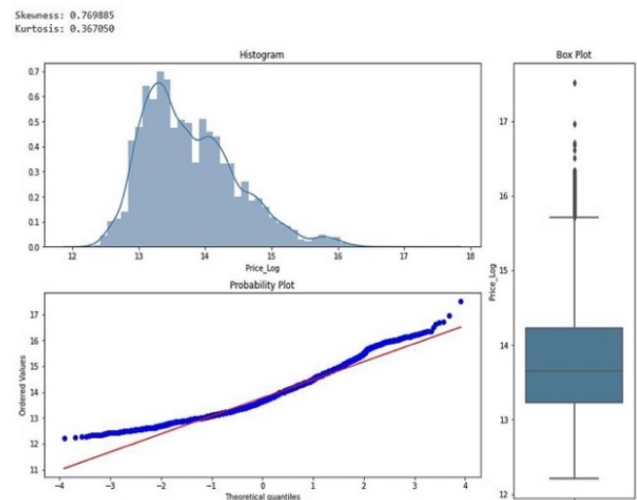 Skewness: 0.769885
Kurtosis: 0.367050
Histogram
0.7
0.6
0.5
0.4
0.3
0.2
0.1
0.0
12 13 14 15 16 17 18
Price_Log
Probability Plot
Ordered Values
17
16
15
14
13
12
11
−4 −3 −2 −1 0 1 2 3 4
Theoretical quantiles
Box Plot
Price_Log
17
16
15
14
13
12